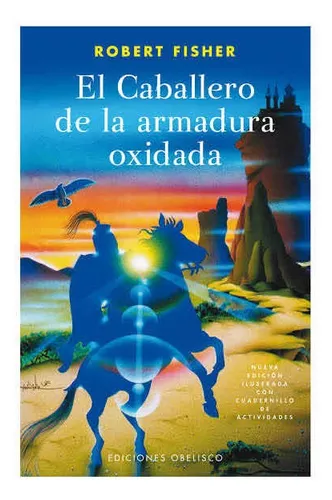 ROBERT FISHER
El Caballero
de la armadura
oxidada
NUEVA
EDICIÓN
ILUSTRADA
CON
CUADERNILLO
DE
ACTIVIDADES
EDICIONES OBELISCO